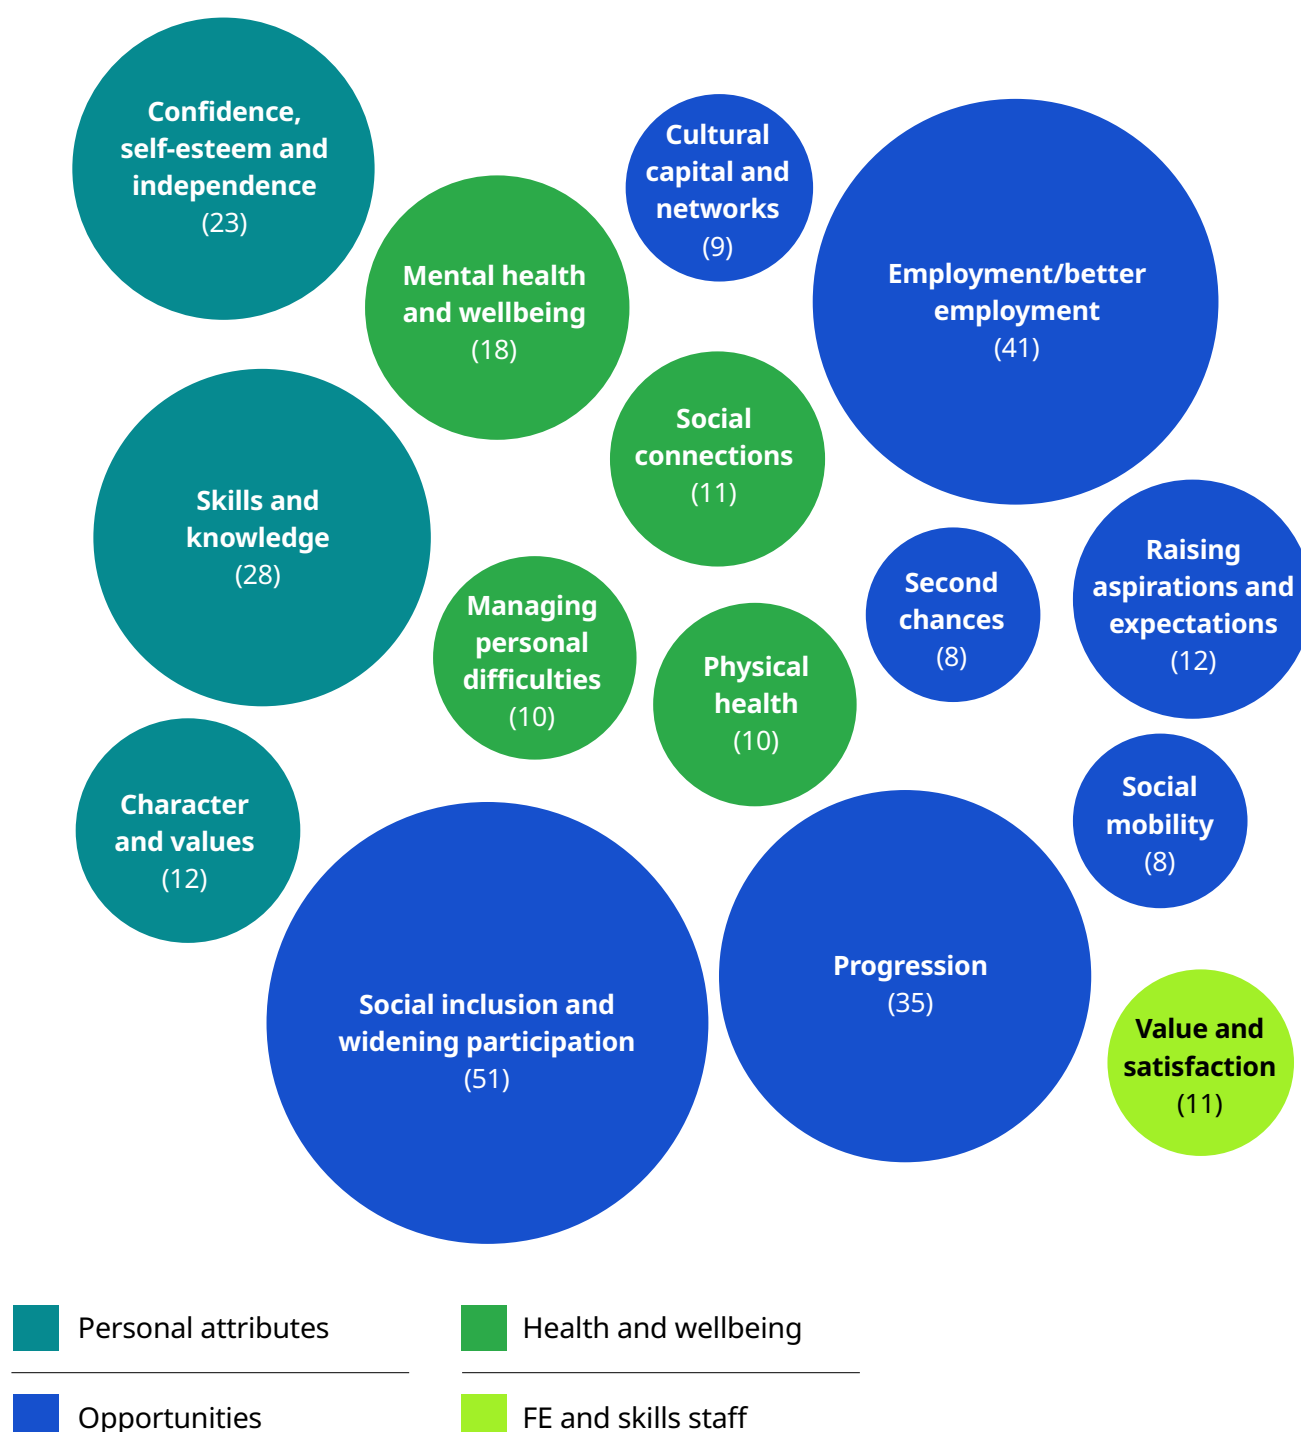 Confidence,
self-esteem and
independence
(23)
Mental health
and wellbeing
(18)
Cultural
capital and
networks
(9)
Employment/better
employment
(41)
Social
connections
(11)
Skills and
knowledge
(28)
Managing
personal
difficulties
(10)
Physical
health
(10)
Second
chances
(8)
Raising
aspirations and
expectations
(12)
Character
and values
(12)
Social
mobility
(8)
Social inclusion and
widening participation
(51)
Progression
(35)
Value and
satisfaction
(11)
Personal attributes
Health and wellbeing
Opportunities
FE and skills staff